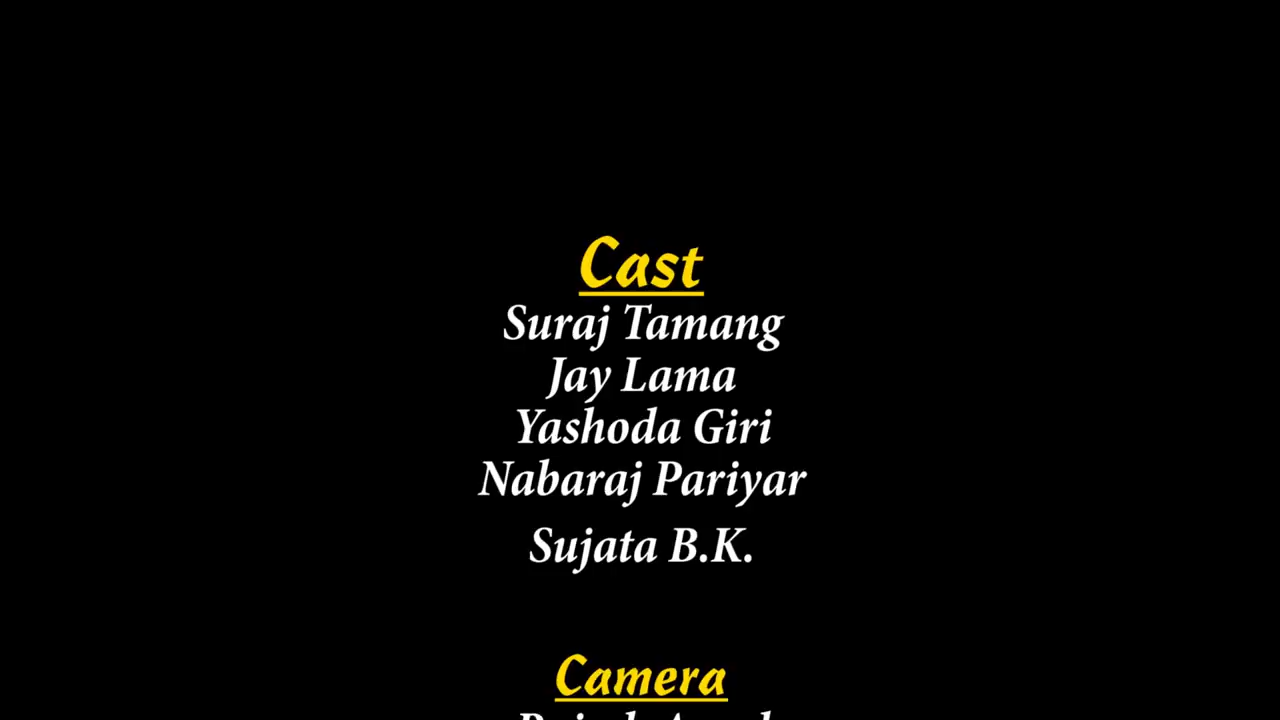 Cast
Suraj Tamang
Jay Lama
Yashoda Giri
Nabaraj Pariyar
Sujata B.K.
Camera